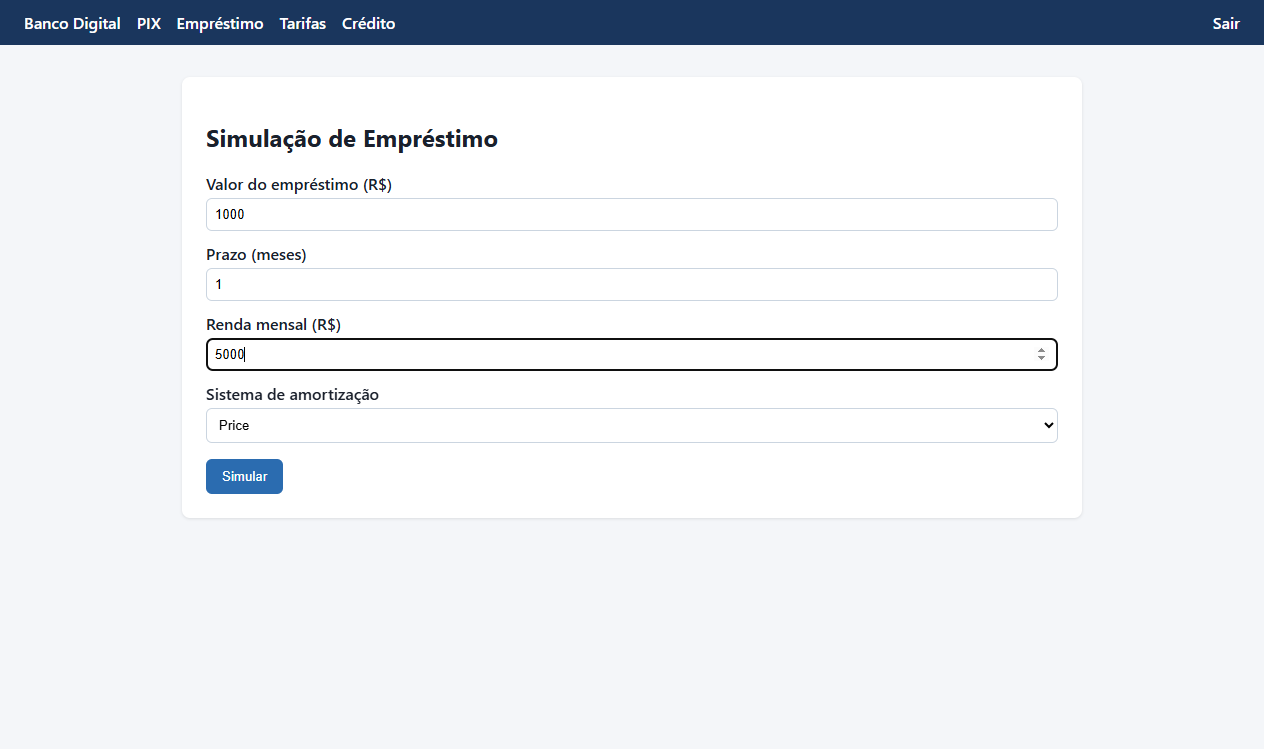 Banco Digital PIX Empréstimo Tarifas Crédito Sair
Simulação de Empréstimo
Valor do empréstimo (R$)
1000
Prazo (meses)
1
Renda mensal (R$)
5000
Sistema de amortização
Price
Simular